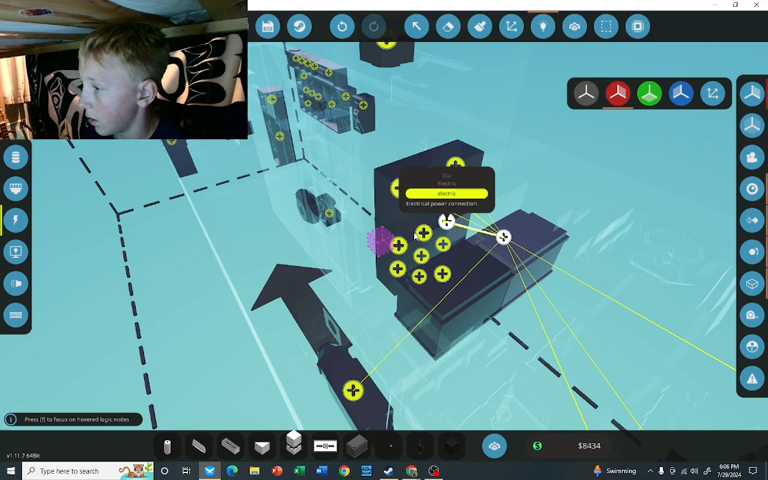 Electric
electric
Electrical power connection.
Press [f] to focus on hovered logic nodes
$ $8434
v1.11.7 64Bit
Type here to search
Swimming
6:06 PM
7/29/2024